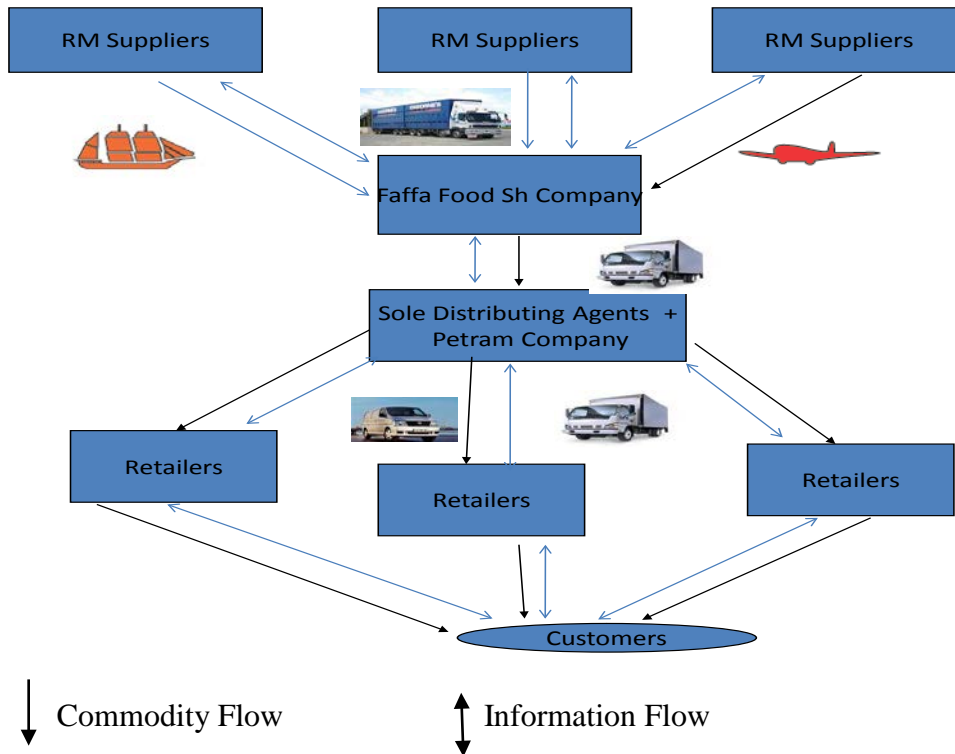 RM Suppliers
RM Suppliers
RM Suppliers
Faffa Food Sh Company
Sole Distributing Agents +
Petram Company
Retailers
Retailers
Retailers
Customers
Commodity Flow
Information Flow